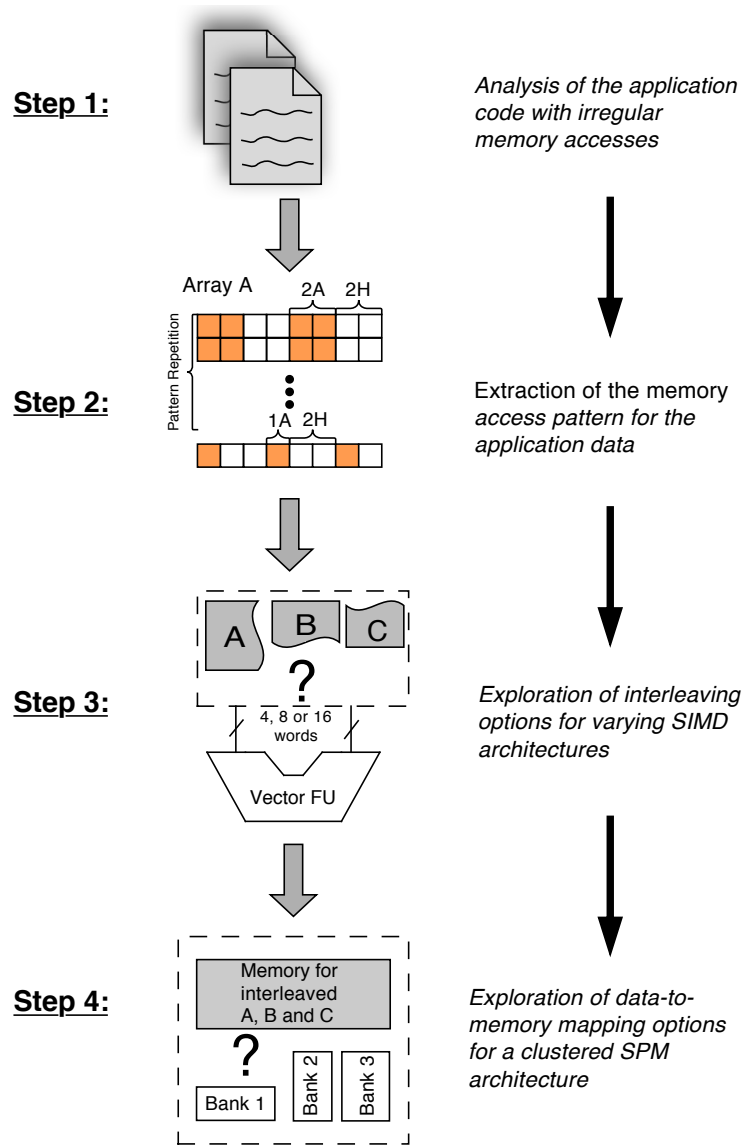 Step 1:
Analysis of the application
code with irregular
memory accesses
Array A
2A
2H
Pattern Repetition
1A
2H
Step 2:
Extraction of the memory
access pattern for the
application data
A
B
C
?
Step 3:
4, 8 or 16
words
Vector FU
Exploration of interleaving
options for varying SIMD
architectures
Step 4:
Memory for
interleaved
A, B and C
?
Bank 1
Bank 2
Bank 3
Exploration of data-to-
memory mapping options
for a clustered SPM
architecture